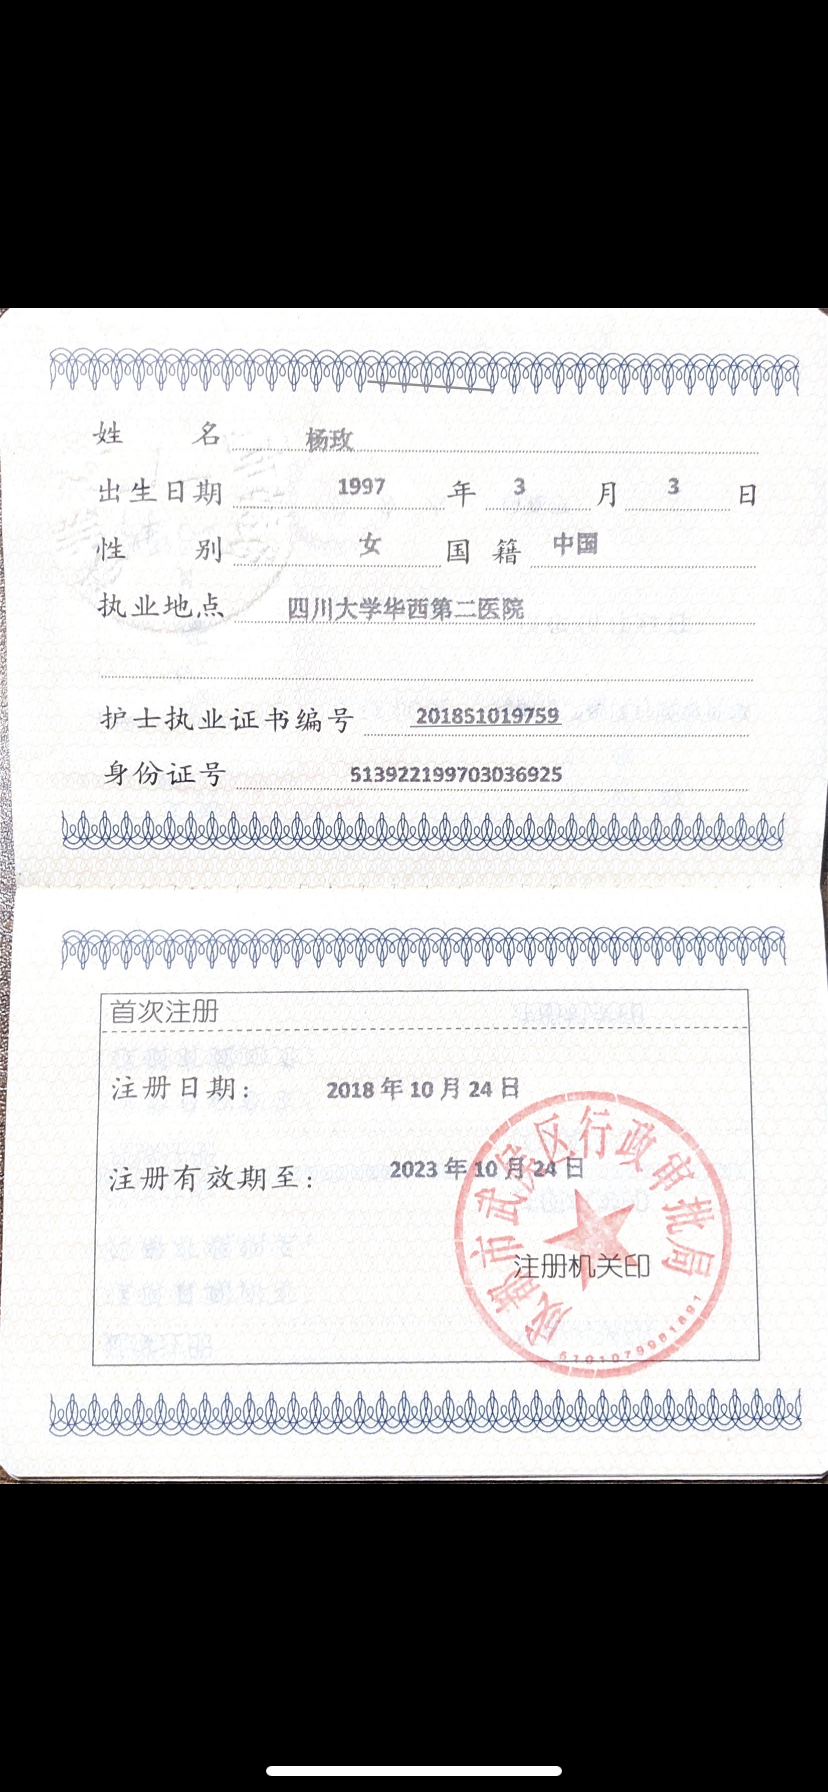 姓名 杨玫
出生日期 1997 年 3 月 3 日
性别 女 国籍 中国
执业地点 四川大学华西第二医院
护士执业证书编号 201851019759
身份证号 513922199703036925
首次注册
注册日期: 2018 年 10 月 24 日
注册有效期至: 2023 年 10 月 24 日
成都市武侯区行政审批局
注册机关印